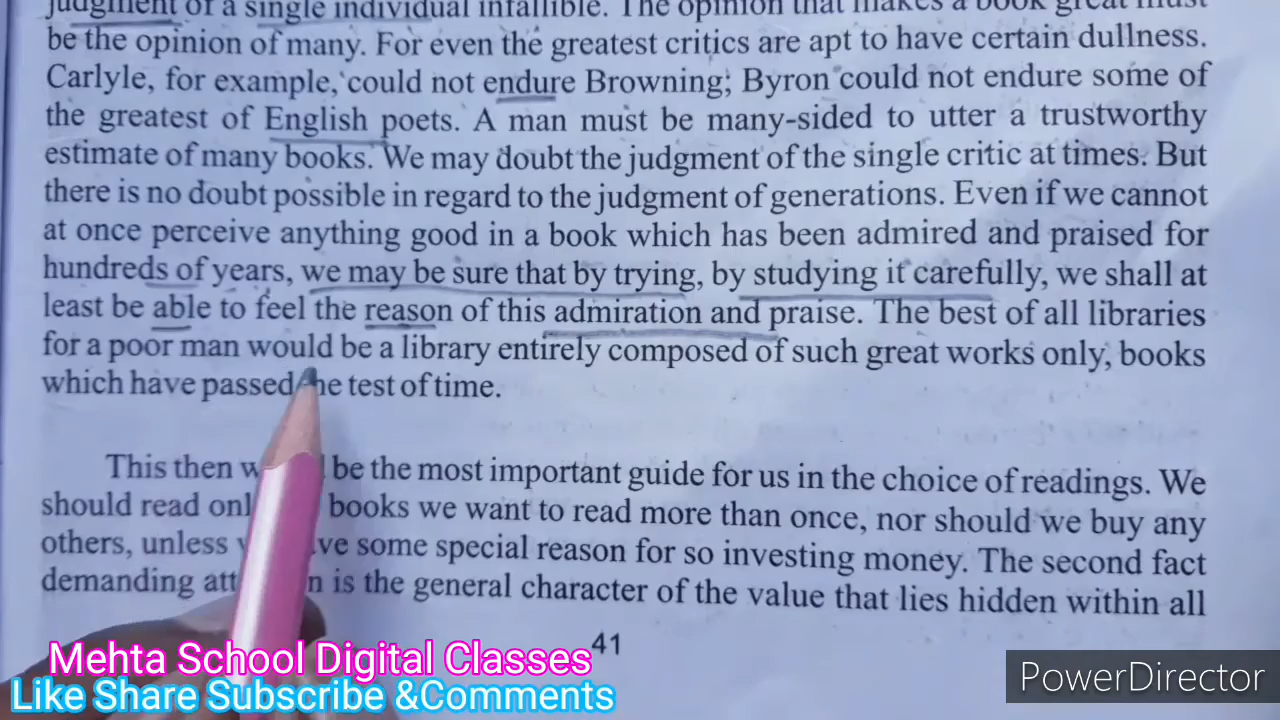 judgment of a single individual infallible. The opinion that makes a book great must
be the opinion of many. For even the greatest critics are apt to have certain dullness.
Carlyle, for example, could not endure Browning; Byron could not endure some of
the greatest of English poets. A man must be many-sided to utter a trustworthy
estimate of many books. We may doubt the judgment of the single critic at times. But
there is no doubt possible in regard to the judgment of generations. Even if we cannot
at once perceive anything good in a book which has been admired and praised for
hundreds of years, we may be sure that by trying, by studying it carefully, we shall at
least be able to feel the reason of this admiration and praise. The best of all libraries
for a poor man would be a library entirely composed of such great works only, books
which have passed he test of time.
This then w be the most important guide for us in the choice of readings. We
should read onl books we want to read more than once, nor should we buy any
others, unless ve some special reason for so investing money. The second fact
demanding att n is the general character of the value that lies hidden within all
41
Mehta School Digital Classes
Like Share Subscribe &Comments
PowerDirector